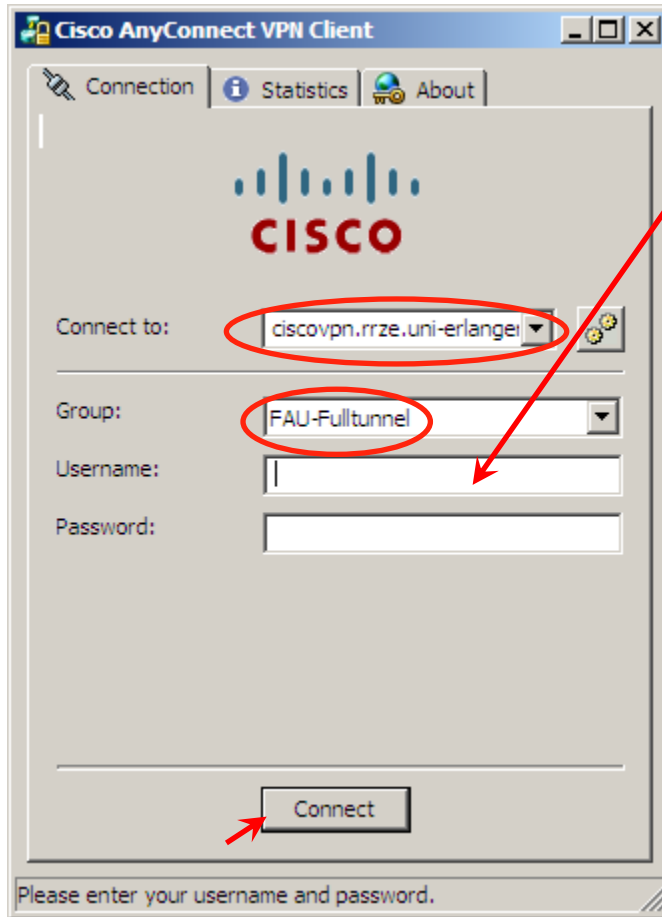 Cisco AnyConnect VPN Client
Connection Statistics About
CISCO
Connect to: ciscovpn.rrze.uni-erlangen
Group: FAU-Fulltunnel
Username:
Password:
Connect
Please enter your username and password.